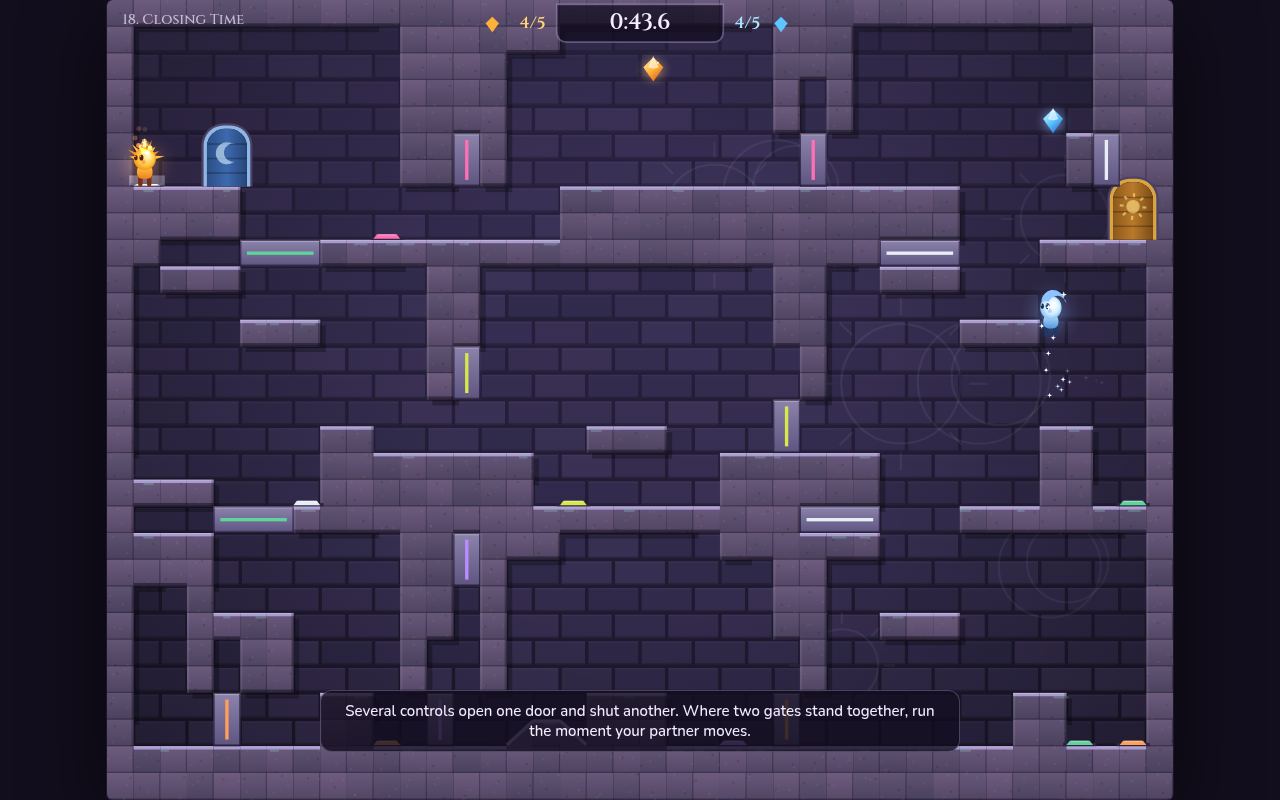 18. Closing Time
4/5
0:43.6
4/5
Several controls open one door and shut another. Where two gates stand together, run
the moment your partner moves.